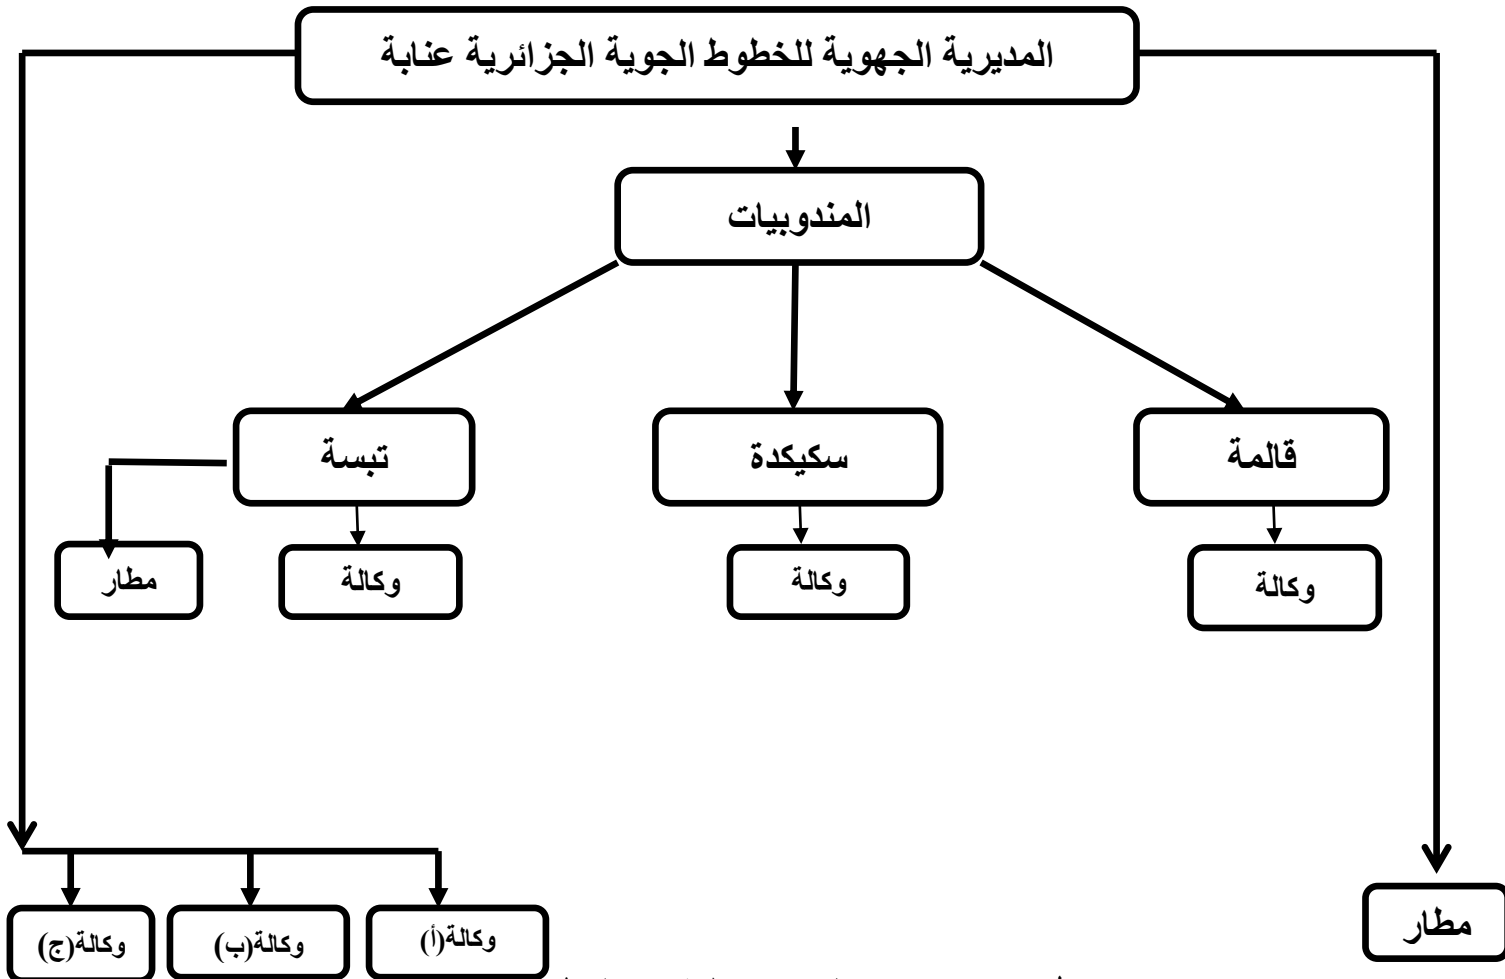 المديرية الجهوية للخطوط الجوية الجزائرية عنابة
المندوبيات
قالمة
سكيكدة
تبسة
وكالة
وكالة
وكالة
مطار
مطار
وكالة(أ)
وكالة(ب)
وكالة(ج)